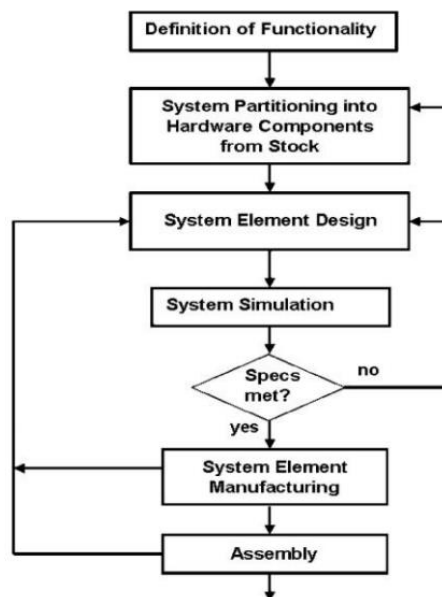 Definition of Functionality
System Partitioning into
Hardware Components
from Stock
System Element Design
System Simulation
Specs
met?
no
yes
System Element
Manufacturing
Assembly